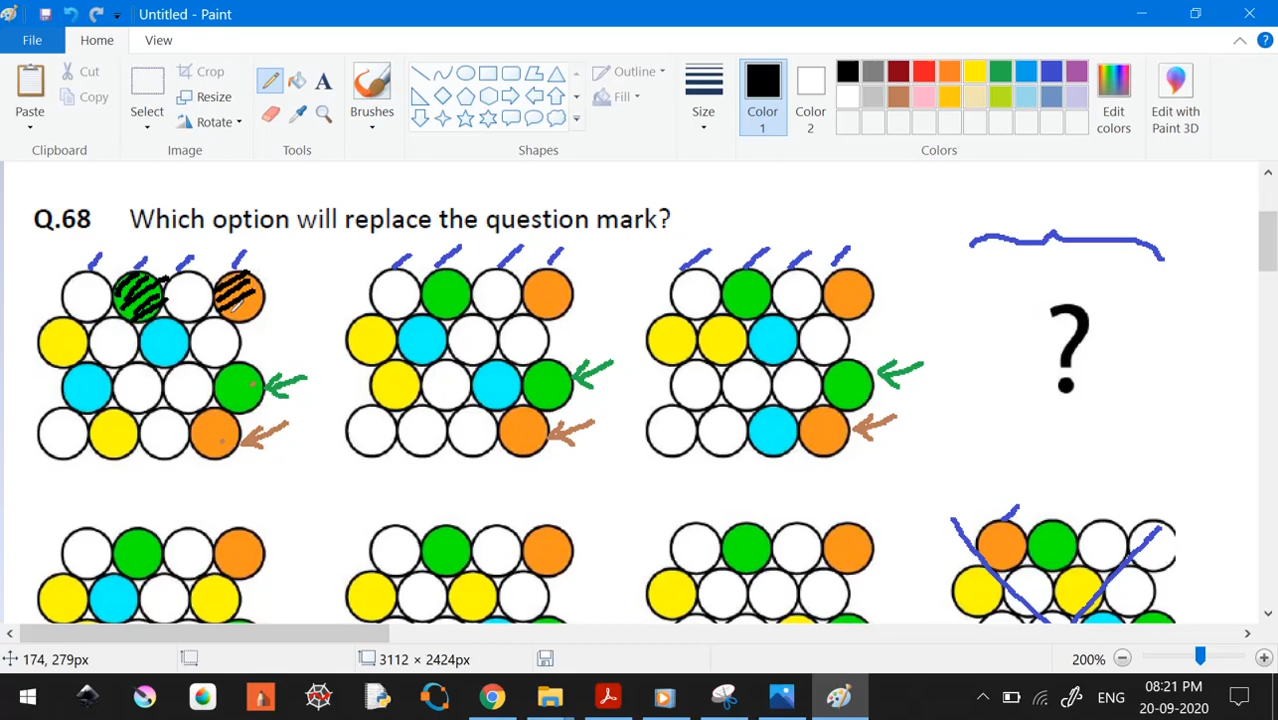 Untitled - Paint
File Home View
Paste
Cut
Copy
Clipboard
Select
Crop
Resize
Rotate
Image
A
Tools
Brushes
Outline
Fill
Shapes
Size
Color 1
Color 2
Edit colors
Edit with Paint 3D
Colors
Q.68 Which option will replace the question mark?
?
174, 279px
3112 × 2424px
200%
ENG
08:21 PM
20-09-2020